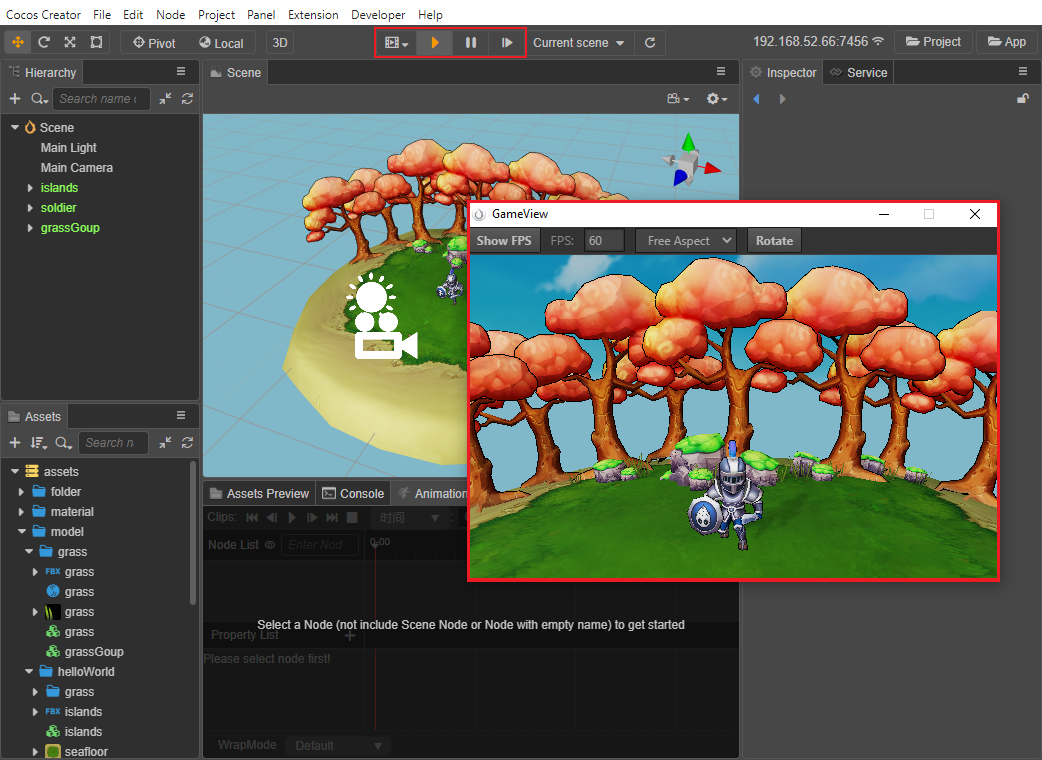 Cocos Creator File Edit Node Project Panel Extension Developer Help
Pivot Local 3D Current scene 192.168.52.66:7456 Project App
Hierarchy
Search name
Scene
Main Light
Main Camera
islands
soldier
grassGoup
Scene
Inspector Service
GameView
Show FPS FPS: 60 Free Aspect Rotate
Assets
Search n
assets
folder
material
model
grass
FBX grass
grass
grass
grass
grassGoup
helloWorld
grass
FBX islands
islands
seafloor
Assets Preview Console Animation
Clips: 时间
Node List Enter Nod 0:00
Select a Node (not include Scene Node or Node with empty name) to get started
Property List
Please select node first!
WrapMode Default